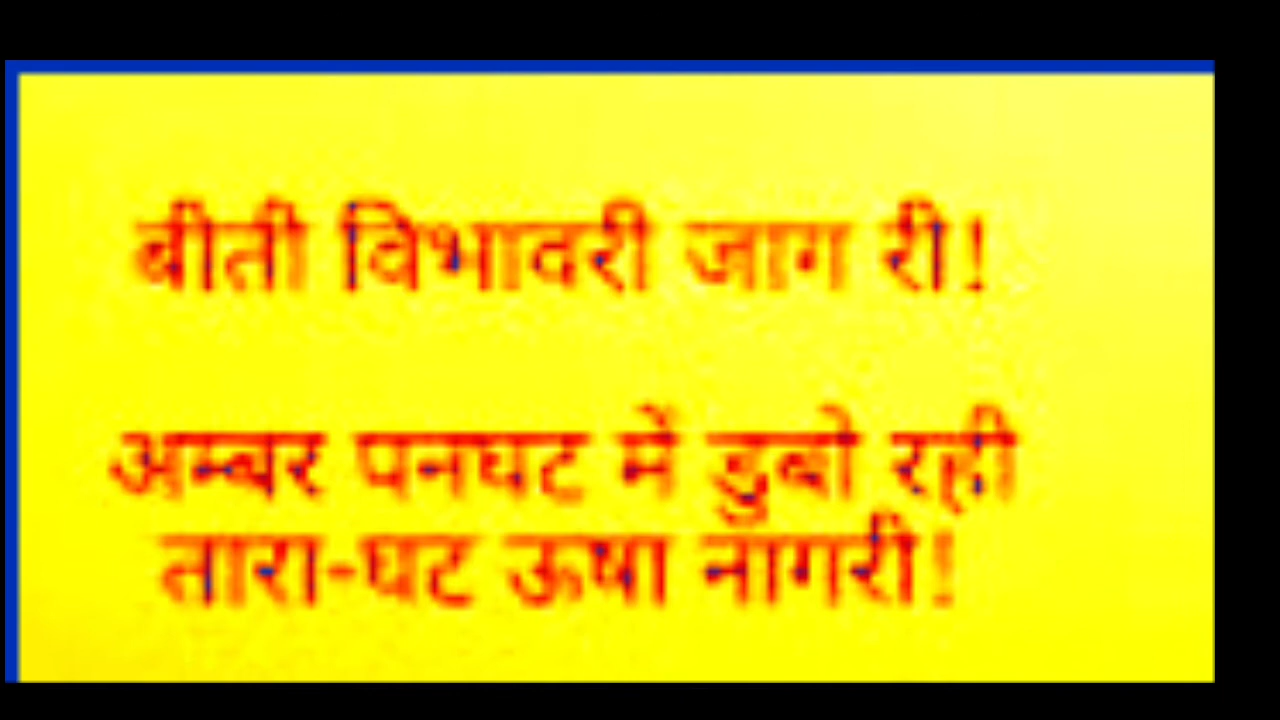 बीती विभावरी जाग री!
अम्बर पनघट में डुबो रही
तारा-घट ऊषा नागरी!